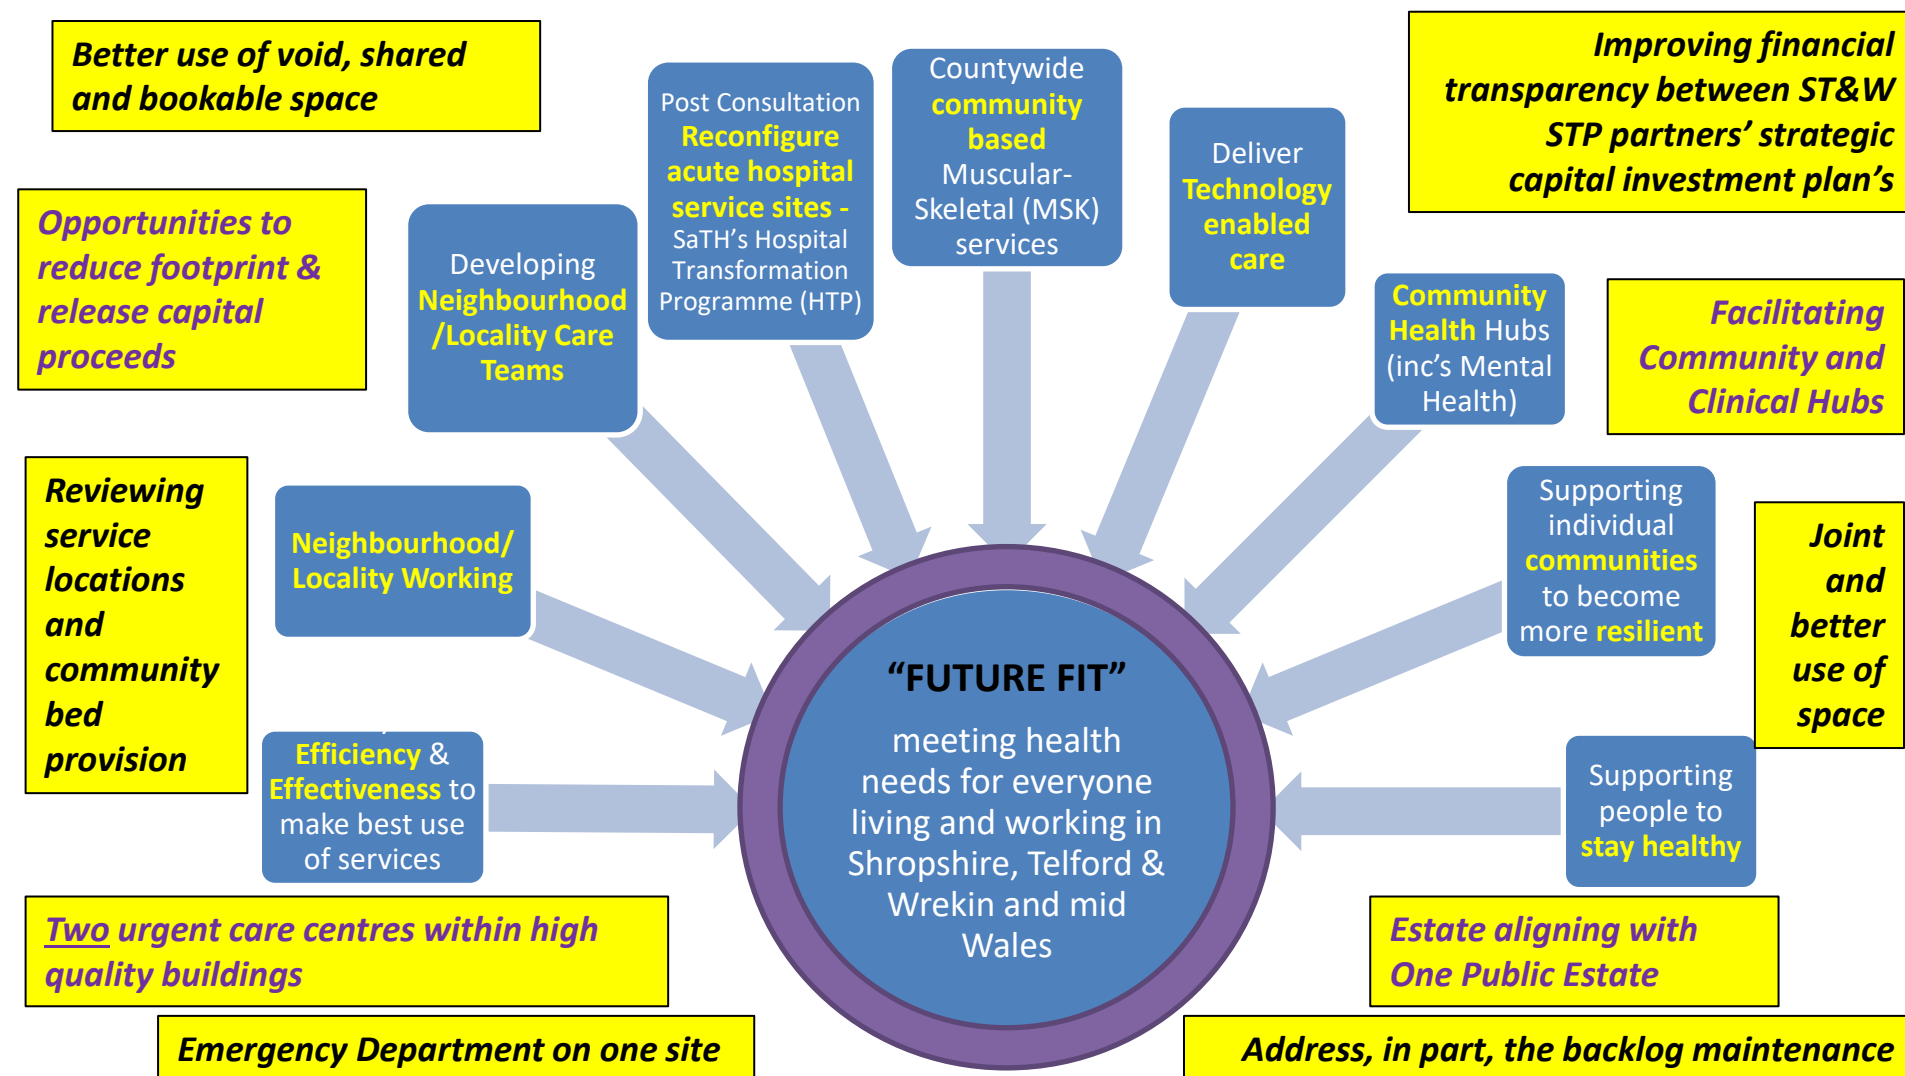 Better use of void, shared
and bookable space
Post Consultation
Reconfigure
acute hospital
service sites -
SaTH's Hospital
Transformation
Programme (HTP)
Countywide
community
based
Muscular-
Skeletal (MSK)
services
Deliver
Technology
enabled
care
Improving financial
transparency between ST&W
STP partners' strategic
capital investment plan's
Opportunities to
reduce footprint &
release capital
proceeds
Developing
Neighbourhood
/Locality Care
Teams
Community
Health Hubs
(inc's Mental
Health)
Facilitating
Community and
Clinical Hubs
Reviewing
service
locations
and
community
bed
provision
Neighbourhood/
Locality Working
Supporting
individual
communities
to become
more resilient
Joint
and
better
use of
space
Efficiency &
Effectiveness to
make best use
of services
"FUTURE FIT"
meeting health
needs for everyone
living and working in
Shropshire, Telford &
Wrekin and mid
Wales
Supporting
people to
stay healthy
Two urgent care centres within high
quality buildings
Estate aligning with
One Public Estate
Emergency Department on one site
Address, in part, the backlog maintenance